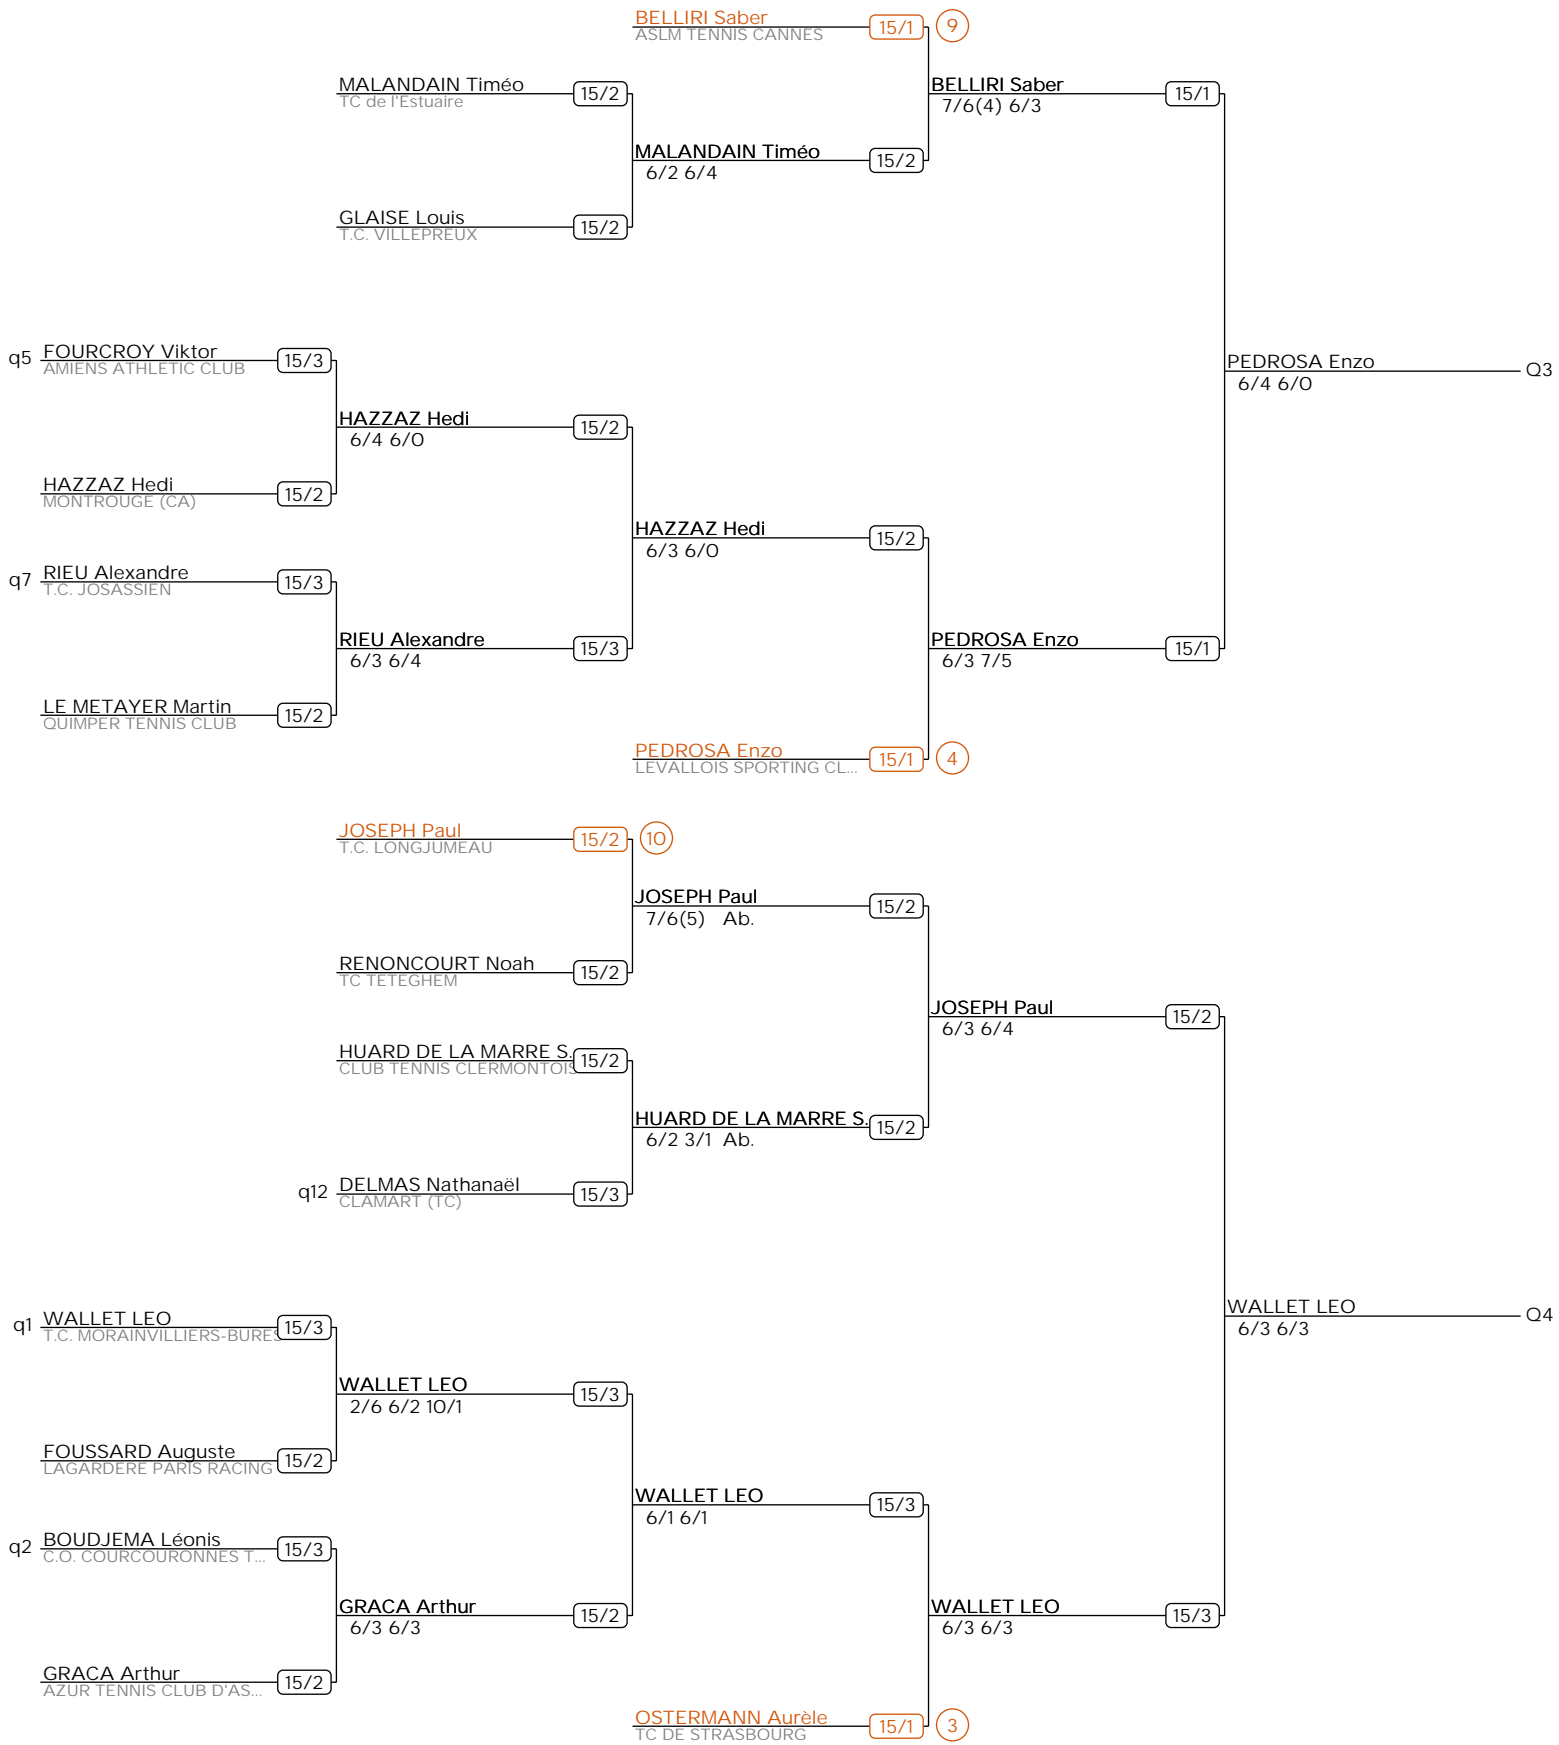 BELLIRI Saber 15/1 9
ASLM TENNIS CANNES
MALANDAIN Timéo 15/2
TC de l'Estuaire
BELLIRI Saber 15/1
7/6(4) 6/3
MALANDAIN Timéo 15/2
6/2 6/4
GLAISE Louis 15/2
T.C. VILLEPREUX
q5 FOURCROY Viktor 15/3
AMIENS ATHLETIC CLUB
PEDROSA Enzo Q3
6/4 6/0
HAZZAZ Hedi 15/2
6/4 6/0
HAZZAZ Hedi 15/2
MONTROUGE (CA)
HAZZAZ Hedi 15/2
6/3 6/0
q7 RIEU Alexandre 15/3
T.C. JOSASSIEN
RIEU Alexandre 15/3
6/3 6/4
PEDROSA Enzo 15/1
6/3 7/5
LE METAYER Martin 15/2
QUIMPER TENNIS CLUB
PEDROSA Enzo 15/1 4
LEVALLOIS SPORTING CL...
JOSEPH Paul 15/2 10
T.C. LONGJUMEAU
JOSEPH Paul 15/2
7/6(5) Ab.
RENONCOURT Noah 15/2
TC TETEGHEM
JOSEPH Paul 15/2
6/3 6/4
HUARD DE LA MARRE S. 15/2
CLUB TENNIS CLERMONTOIS
HUARD DE LA MARRE S. 15/2
6/2 3/1 Ab.
q12 DELMAS Nathanaël 15/3
CLAMART (TC)
q1 WALLET LEO 15/3
T.C. MORAINVILLIERS-BURES
WALLET LEO Q4
6/3 6/3
WALLET LEO 15/3
2/6 6/2 10/1
FOUSSARD Auguste 15/2
LAGARDERE PARIS RACING
WALLET LEO 15/3
6/1 6/1
q2 BOUDJEMA Léonis 15/3
C.O. COURCOURONNES T...
GRACA Arthur 15/2
6/3 6/3
WALLET LEO 15/3
6/3 6/3
GRACA Arthur 15/2
AZUR TENNIS CLUB D'AS...
OSTERMANN Aurèle 15/1 3
TC DE STRASBOURG